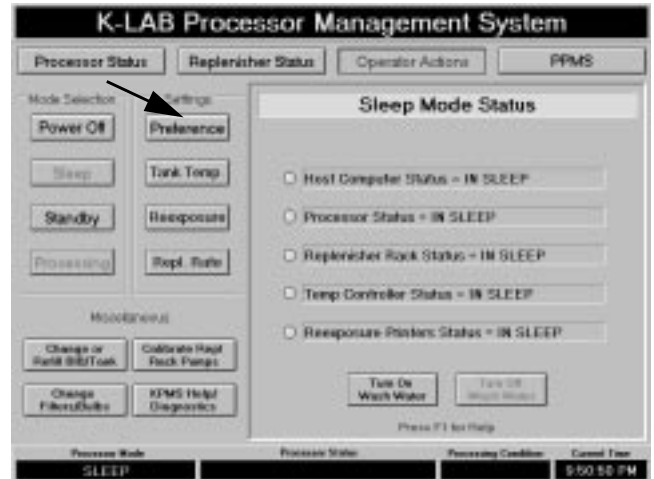 K-LAB Processor Management System
Processor Status
Replenisher Status
Operator Actions
PPMS
Mode Selection
Settings
Power Off
Preference
Sleep
Tank Temp
Standby
Reexposure
Processing
Repl. Rate
Miscellaneous
Change or
Refill Bltl/Tank
Calibrate Repl
Rack Pumps
Change
Filters/Bulbs
KPMS Help/
Diagnostics
Sleep Mode Status
Host Computer Status = IN SLEEP
Processor Status = IN SLEEP
Replenisher Rack Status = IN SLEEP
Temp Controller Status = IN SLEEP
Reexposure Printers Status = IN SLEEP
Turn On
Wash Water
Turn Off
Wash Water
Press F1 for Help
Processor Mode
Processor Status
Processing Condition
Current Time
SLEEP
9:50:50 PM